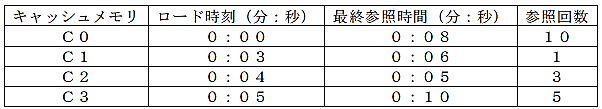 キャッシュメモリ ロード時刻（分：秒） 最終参照時間（分：秒） 参照回数
Ｃ０ ０：００ ０：０８ １０
Ｃ１ ０：０３ ０：０６ １
Ｃ２ ０：０４ ０：０５ ３
Ｃ３ ０：０５ ０：１０ ５